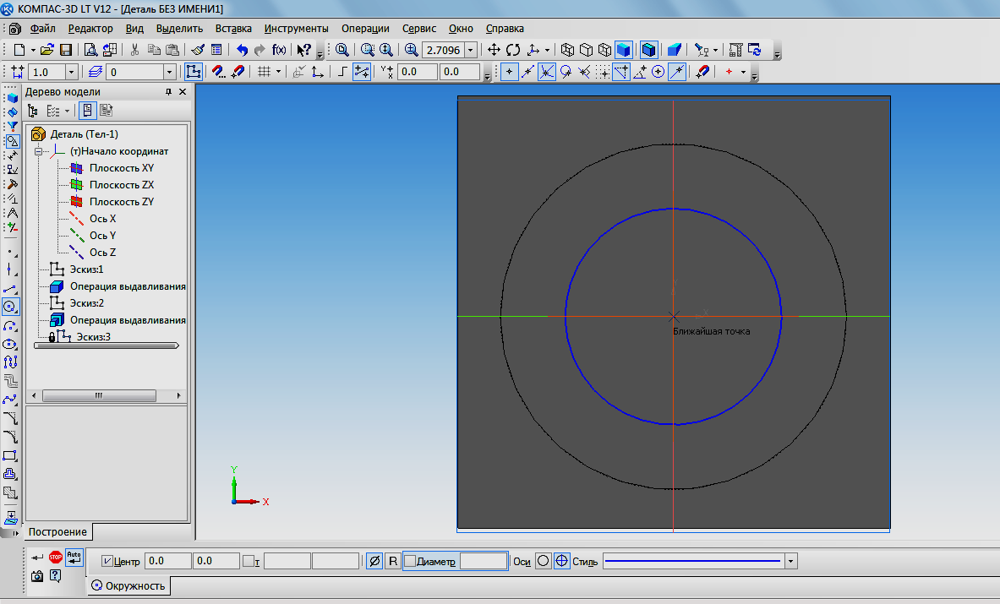 КОМПАС-3D LT V12 - [Деталь БЕЗ ИМЕНИ1]
Файл Редактор Вид Выделить Вставка Инструменты Операции Сервис Окно Справка
f(x) 2.7096
1.0 0 0.0 0.0
Дерево модели
Деталь (Тел-1)
(т)Начало координат
Плоскость XY
Плоскость ZX
Плоскость ZY
Ось X
Ось Y
Ось Z
Эскиз:1
Операция выдавливания
Эскиз:2
Операция выдавливания
Эскиз:3
Ближайшая точка
Y
X
Построение
STOP Auto Центр 0.0 0.0 т R Диаметр Оси Стиль
Окружность